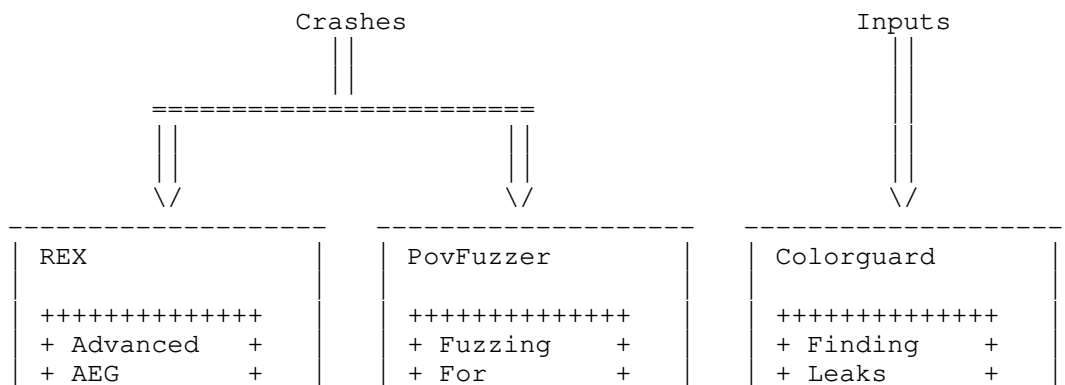 Crashes Inputs
REX PovFuzzer Colorguard
++++++++++++++ ++++++++++++++ ++++++++++++++
+ Advanced + + Fuzzing + + Finding +
+ AEG + + For + + Leaks +